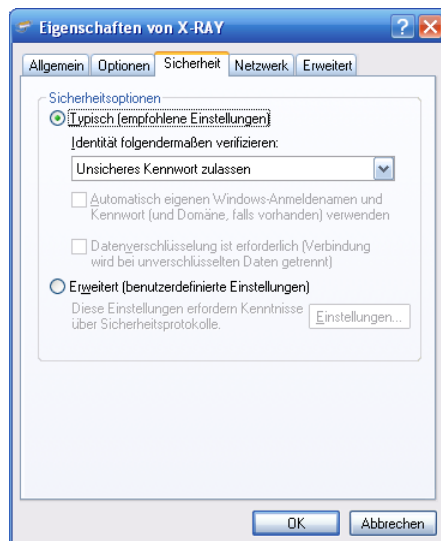 Eigenschaften von X-RAY
Allgemein Optionen Sicherheit Netzwerk Erweitert
Sicherheitsoptionen
Typisch (empfohlene Einstellungen)
Identität folgendermaßen verifizieren:
Unsicheres Kennwort zulassen
Automatisch eigenen Windows-Anmeldenamen und
Kennwort (und Domäne, falls vorhanden) verwenden
Datenverschlüsselung ist erforderlich (Verbindung
wird bei unverschlüsselten Daten getrennt)
Erweitert (benutzerdefinierte Einstellungen)
Diese Einstellungen erfordern Kenntnisse
über Sicherheitsprotokolle.
Einstellungen...
OK Abbrechen